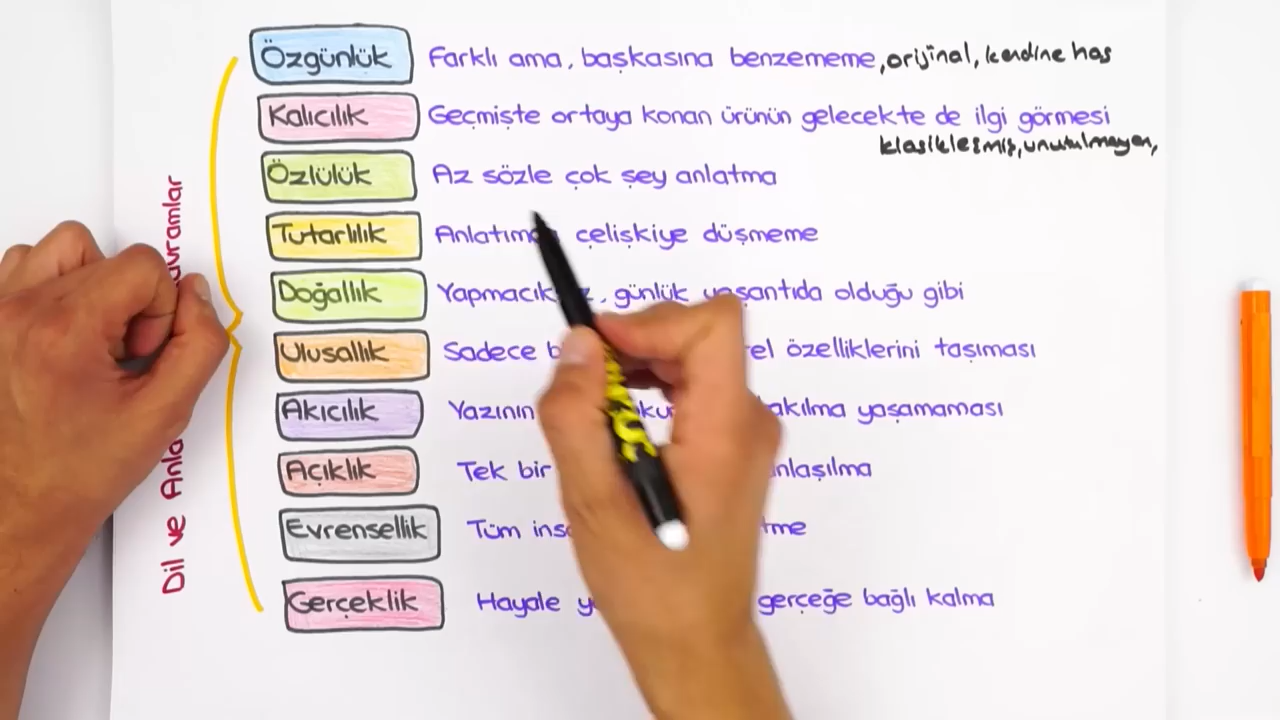 Özgünlük Farklı ama, başkasına benzememe, orijinal, kendine has
Kalıcılık Geçmişte ortaya konan ürünün gelecekte de ilgi görmesi
klasikleşmiş, unutulmayan,
Özlülük Az sözle çok şey anlatma
Tutarlılık çelişkiye düşmeme
Doğallık günlük yaşantıda olduğu gibi
Ulusallık Sadece özelliklerini taşıması
Akıcılık Yazının takılma yaşamaması
Açıklık Tek bir anlaşılma
Evrensellik Tüm
Gerçeklik Hayale gerçeğe bağlı kalma
Dil ve